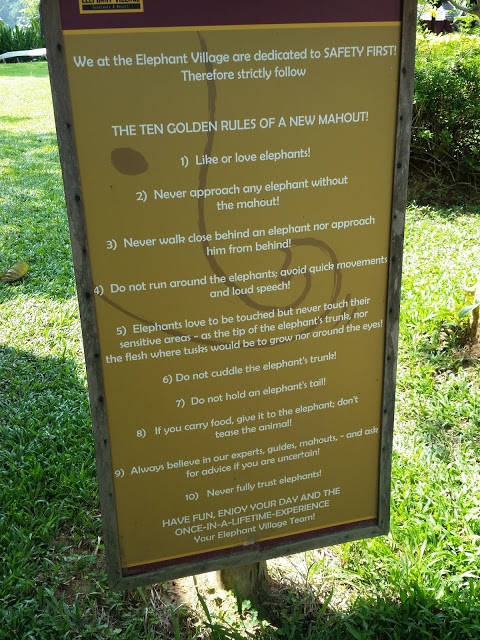 ELEPHANT VILLAGE
We at the Elephant Village are dedicated to SAFETY FIRST!
Therefore strictly follow
THE TEN GOLDEN RULES OF A NEW MAHOUT!
1) Like or love elephants!
2) Never approach any elephant without
the mahout!
3) Never walk close behind an elephant nor approach
him from behind!
4) Do not run around the elephants; avoid quick movements
and loud speech!
5) Elephants love to be touched but never touch their
sensitive areas - as the tip of the elephant's trunk, nor
the flesh where tusks would be to grow nor around the eyes!
6) Do not cuddle the elephant's trunk!
7) Do not hold an elephant's tail!
8) If you carry food, give it to the elephant; don't
tease the animal!
9) Always believe in our experts, guides, mahouts, - and ask
for advice if you are uncertain!
10) Never fully trust elephants!
HAVE FUN, ENJOY YOUR DAY AND THE
ONCE-IN-A-LIFETIME-EXPERIENCE
Your Elephant Village Team!